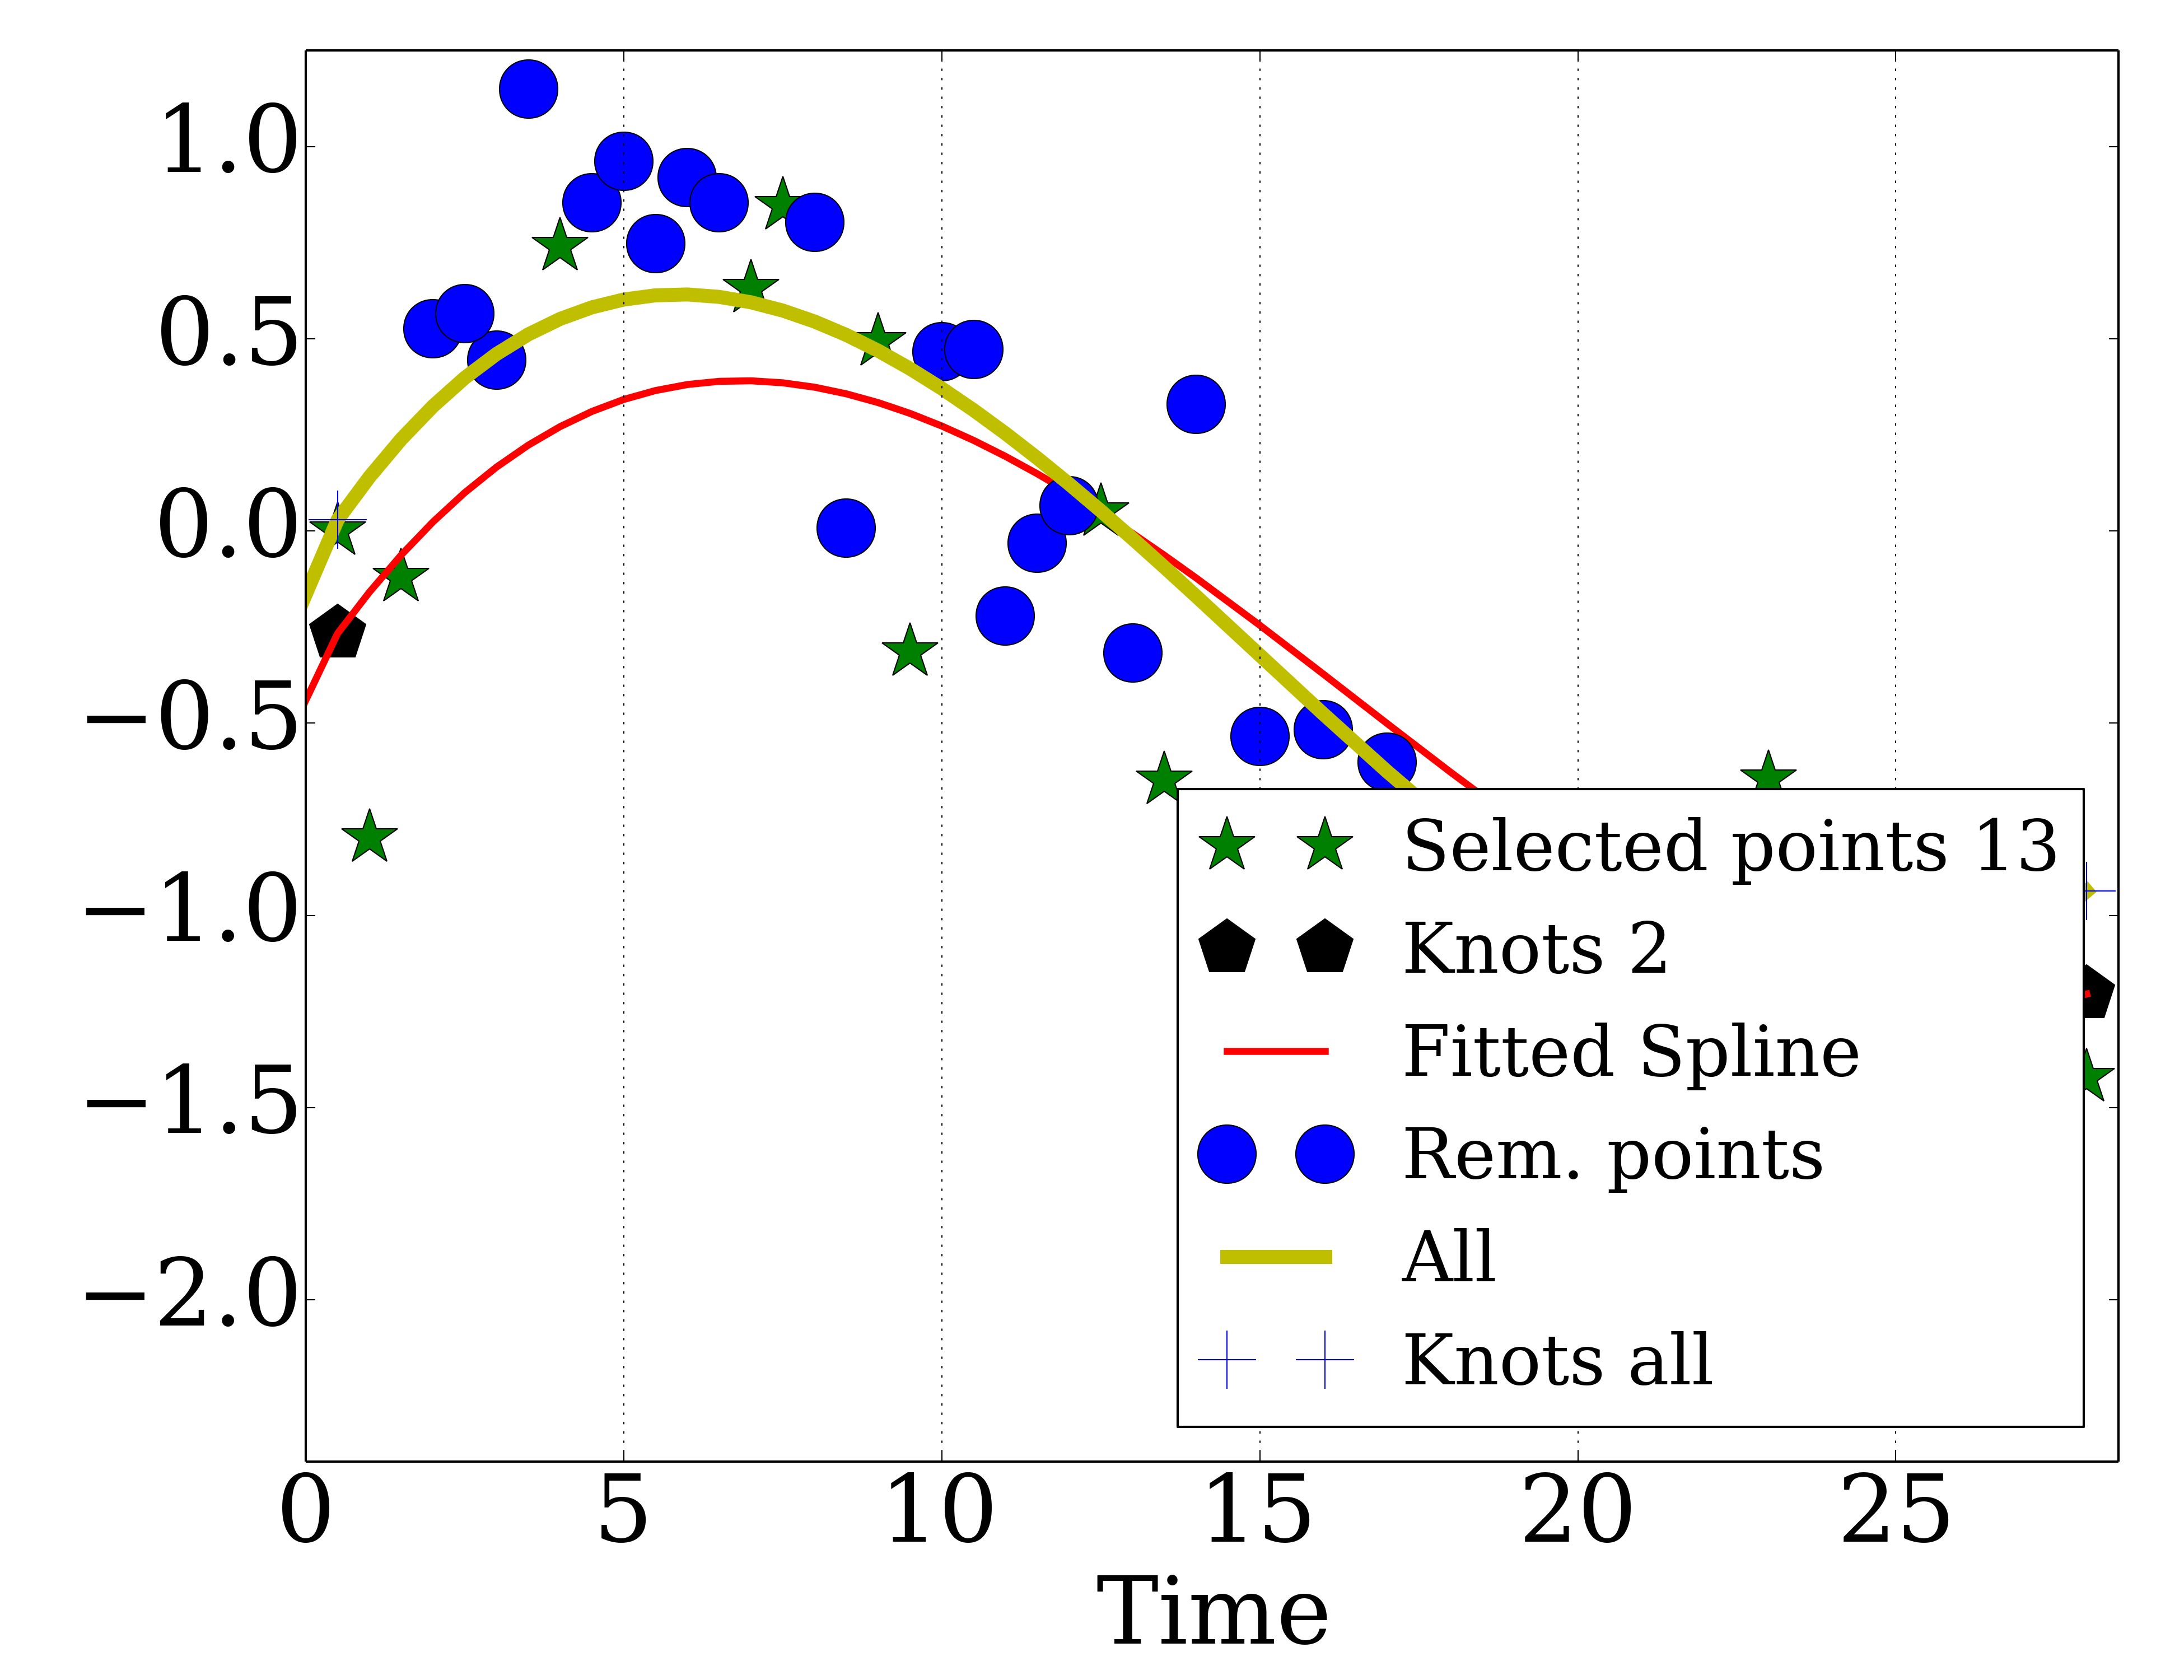 1.0
0.5
0.0
−0.5
−1.0
−1.5
−2.0
Selected points 13
Knots 2
Fitted Spline
Rem. points
All
Knots all
0 5 10 15 20 25
Time